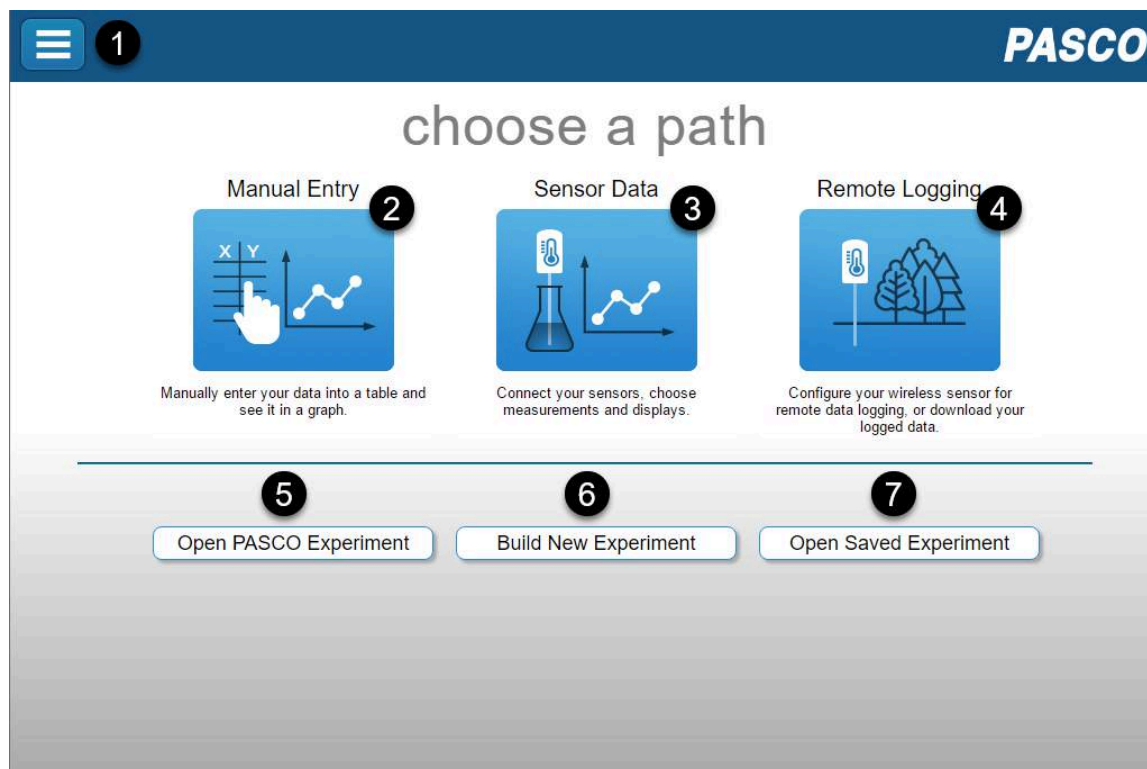 1
PASCO
choose a path
Manual Entry
2
Sensor Data
3
Remote Logging
4
X Y
Manually enter your data into a table and
see it in a graph.
Connect your sensors, choose
measurements and displays.
Configure your wireless sensor for
remote data logging, or download your
logged data.
5
6
7
Open PASCO Experiment
Build New Experiment
Open Saved Experiment